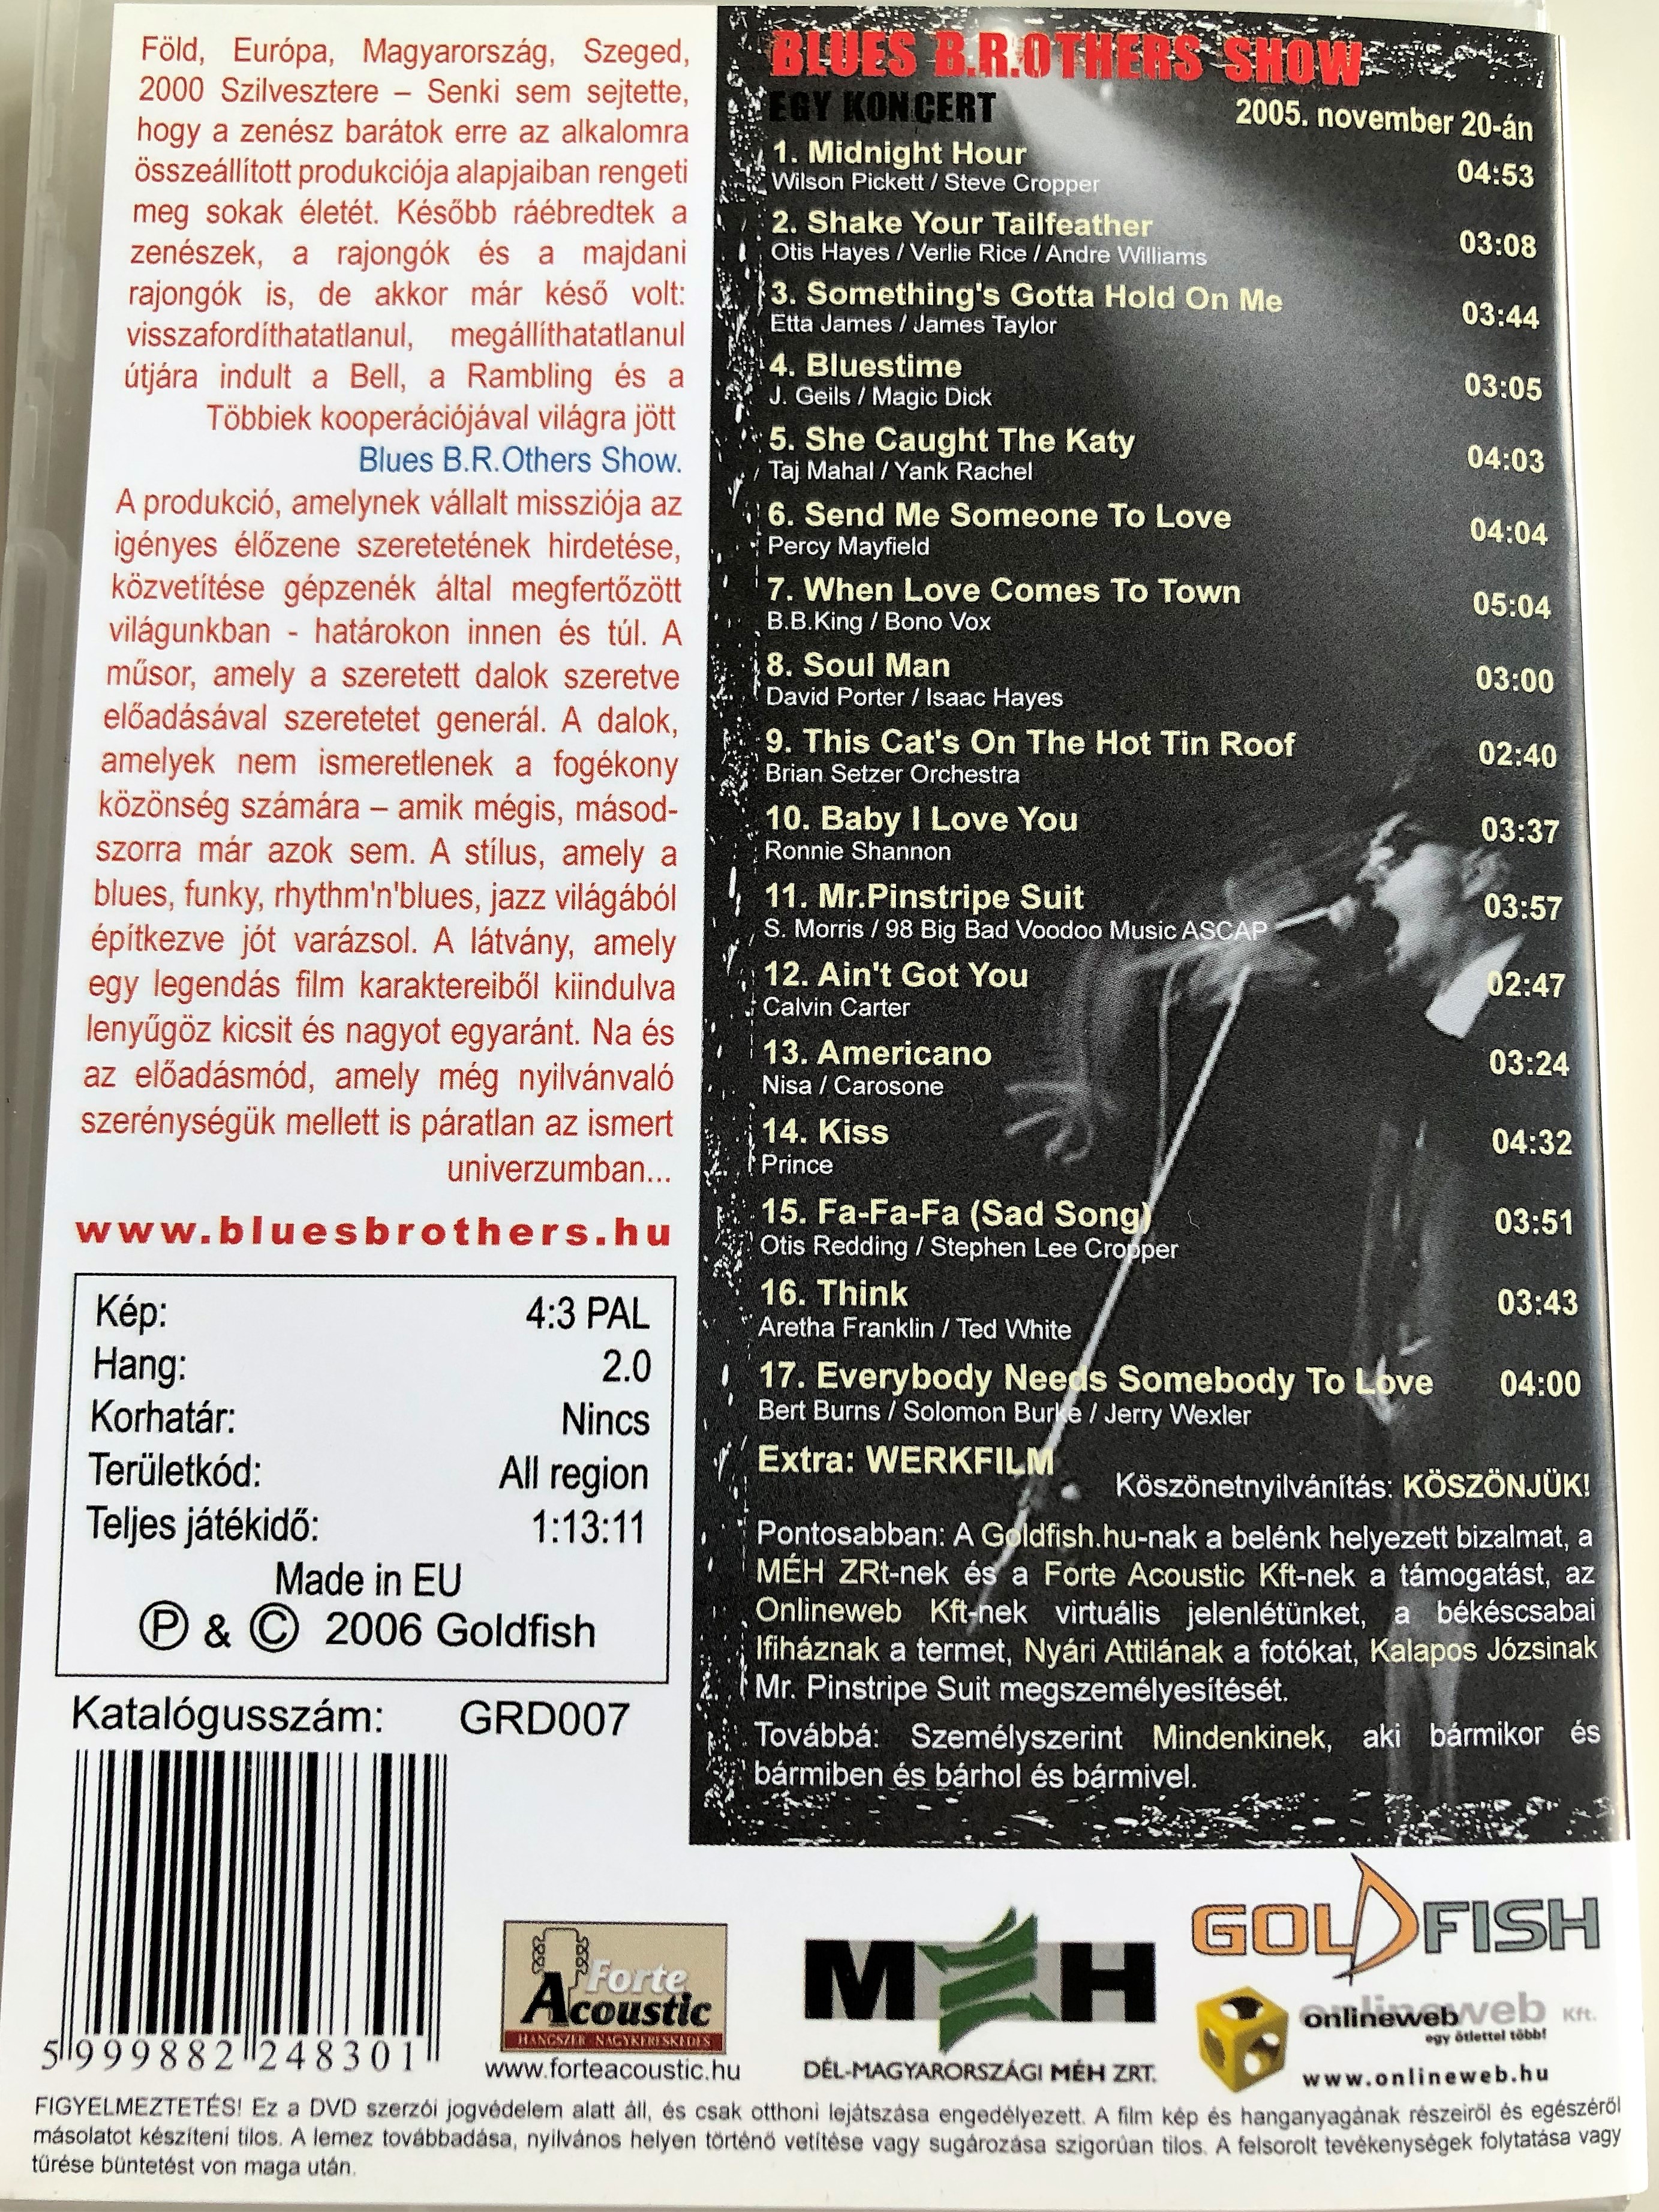 Föld, Európa, Magyarország, Szeged,
2000 Szilvesztere – Senki sem sejtette,
hogy a zenész barátok erre az alkalomra
összeállított produkciója alapjaiban rengeti
meg sokak életét. Később ráébredtek a
zenészek, a rajongók és a majdani
rajongók is, de akkor már késő volt:
visszafordíthatatlanul, megállíthatatlanul
útjára indult a Bell, a Rambling és a
Többiek kooperációjával világra jött
Blues B.R.Others Show.
A produkció, amelynek vállalt missziója az
igényes élőzene szeretetének hirdetése,
közvetítése gépzenék által megfertőzött
világunkban - határokon innen és túl. A
műsor, amely a szeretett dalok szeretve
előadásával szeretetet generál. A dalok,
amelyek nem ismeretlenek a fogékony
közönség számára – amik mégis, másod-
szorra már azok sem. A stílus, amely a
blues, funky, rhythm'n'blues, jazz világából
építkezve jót varázsol. A látvány, amely
egy legendás film karaktereiből kiindulva
lenyűgöz kicsit és nagyot egyaránt. Na és
az előadásmód, amely még nyilvánvaló
szerénységük mellett is páratlan az ismert
univerzumban...
www.bluesbrothers.hu
Kép: 4:3 PAL
Hang: 2.0
Korhatár: Nincs
Területkód: All region
Teljes játékidő: 1:13:11
Made in EU
Ⓟ & © 2006 Goldfish
Katalógusszám: GRD007
5 999882 248301
BLUES B.R.OTHERS SHOW
EGY KONCERT 2005. november 20-án
1. Midnight Hour 04:53
Wilson Pickett / Steve Cropper
2. Shake Your Tailfeather 03:08
Otis Hayes / Verlie Rice / Andre Williams
3. Something's Gotta Hold On Me 03:44
Etta James / James Taylor
4. Bluestime 03:05
J. Geils / Magic Dick
5. She Caught The Katy 04:03
Taj Mahal / Yank Rachel
6. Send Me Someone To Love 04:04
Percy Mayfield
7. When Love Comes To Town 05:04
B.B.King / Bono Vox
8. Soul Man 03:00
David Porter / Isaac Hayes
9. This Cat's On The Hot Tin Roof 02:40
Brian Setzer Orchestra
10. Baby I Love You 03:37
Ronnie Shannon
11. Mr.Pinstripe Suit 03:57
S. Morris / 98 Big Bad Voodoo Music ASCAP
12. Ain't Got You 02:47
Calvin Carter
13. Americano 03:24
Nisa / Carosone
14. Kiss 04:32
Prince
15. Fa-Fa-Fa (Sad Song) 03:51
Otis Redding / Stephen Lee Cropper
16. Think 03:43
Aretha Franklin / Ted White
17. Everybody Needs Somebody To Love 04:00
Bert Burns / Solomon Burke / Jerry Wexler
Extra: WERKFILM
Köszönetnyilvánítás: KÖSZÖNJÜK!
Pontosabban: A Goldfish.hu-nak a belénk helyezett bizalmat, a
MÉH ZRt-nek és a Forte Acoustic Kft-nek a támogatást, az
Onlineweb Kft-nek virtuális jelenlétünket, a békéscsabai
Ifiháznak a termet, Nyári Attilának a fotókat, Kalapos Józsinak
Mr. Pinstripe Suit megszemélyesítését.
Továbbá: Személyszerint Mindenkinek, aki bármikor és
bármiben és bárhol és bármivel.
Forte
Acoustic
HANGSZER NAGYKERESKEDÉS
www.forteacoustic.hu
MÉH
DÉL-MAGYARORSZÁGI MÉH ZRT.
GOLDFISH
onlineweb Kft.
onlineweb
egy ötlettel több!
www.onlineweb.hu
FIGYELMEZTETÉS! Ez a DVD szerzői jogvédelem alatt áll, és csak otthoni lejátszása engedélyezett. A film kép és hanganyagának részeiről és egészéről
másolatot készíteni tilos. A lemez továbbadása, nyilvános helyen történő vetítése vagy sugározása szigorúan tilos. A felsorolt tevékenységek folytatása vagy
tűrése büntetést von maga után.